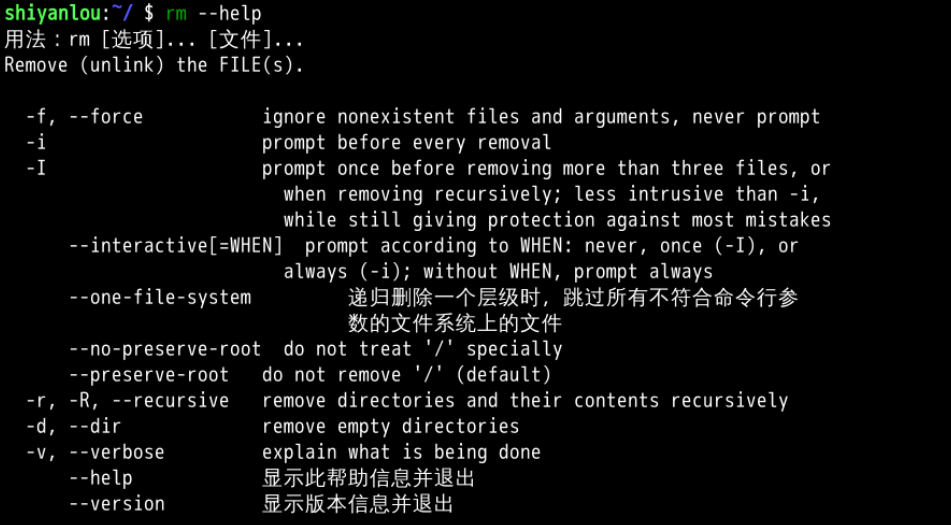 shiyanlou:~/ $ rm --help
用法：rm [选项]... [文件]...
Remove (unlink) the FILE(s).
-f, --force ignore nonexistent files and arguments, never prompt
-i prompt before every removal
-I prompt once before removing more than three files, or
when removing recursively; less intrusive than -i,
while still giving protection against most mistakes
--interactive[=WHEN] prompt according to WHEN: never, once (-I), or
always (-i); without WHEN, prompt always
--one-file-system 递归删除一个层级时，跳过所有不符合命令行参
数的文件系统上的文件
--no-preserve-root do not treat '/' specially
--preserve-root do not remove '/' (default)
-r, -R, --recursive remove directories and their contents recursively
-d, --dir remove empty directories
-v, --verbose explain what is being done
--help 显示此帮助信息并退出
--version 显示版本信息并退出